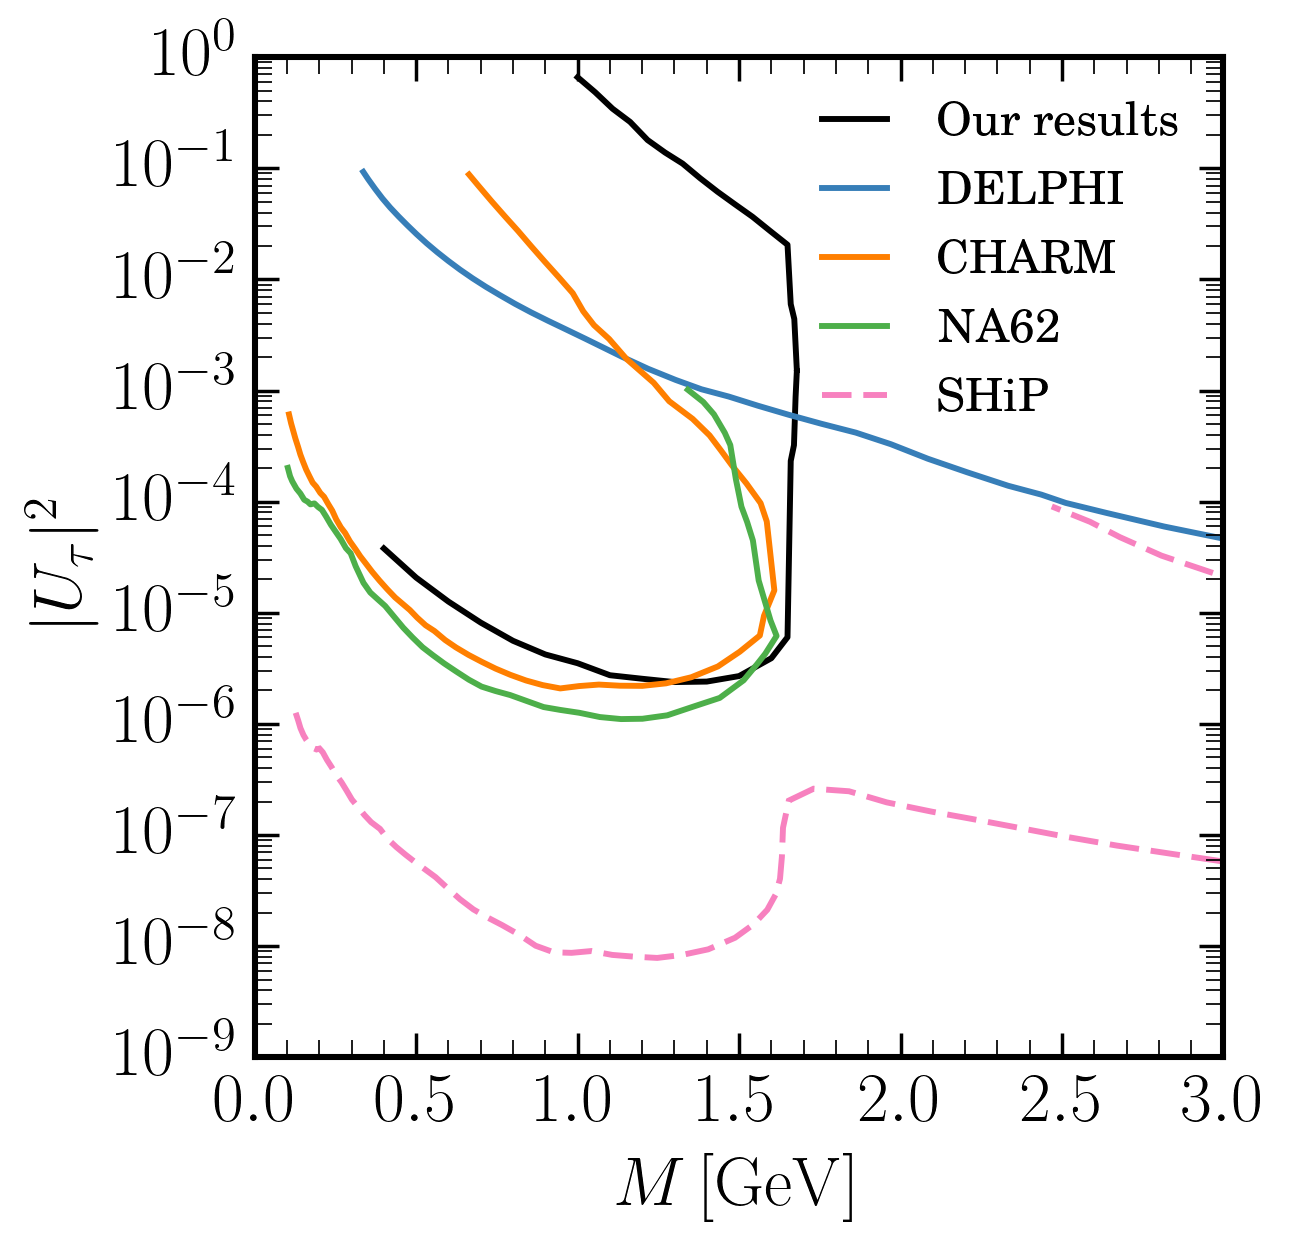 10⁰
10⁻¹
10⁻²
10⁻³
10⁻⁴
10⁻⁵
10⁻⁶
10⁻⁷
10⁻⁸
10⁻⁹
|U_τ|²
Our results
DELPHI
CHARM
NA62
SHiP
0.0 0.5 1.0 1.5 2.0 2.5 3.0
M [GeV]